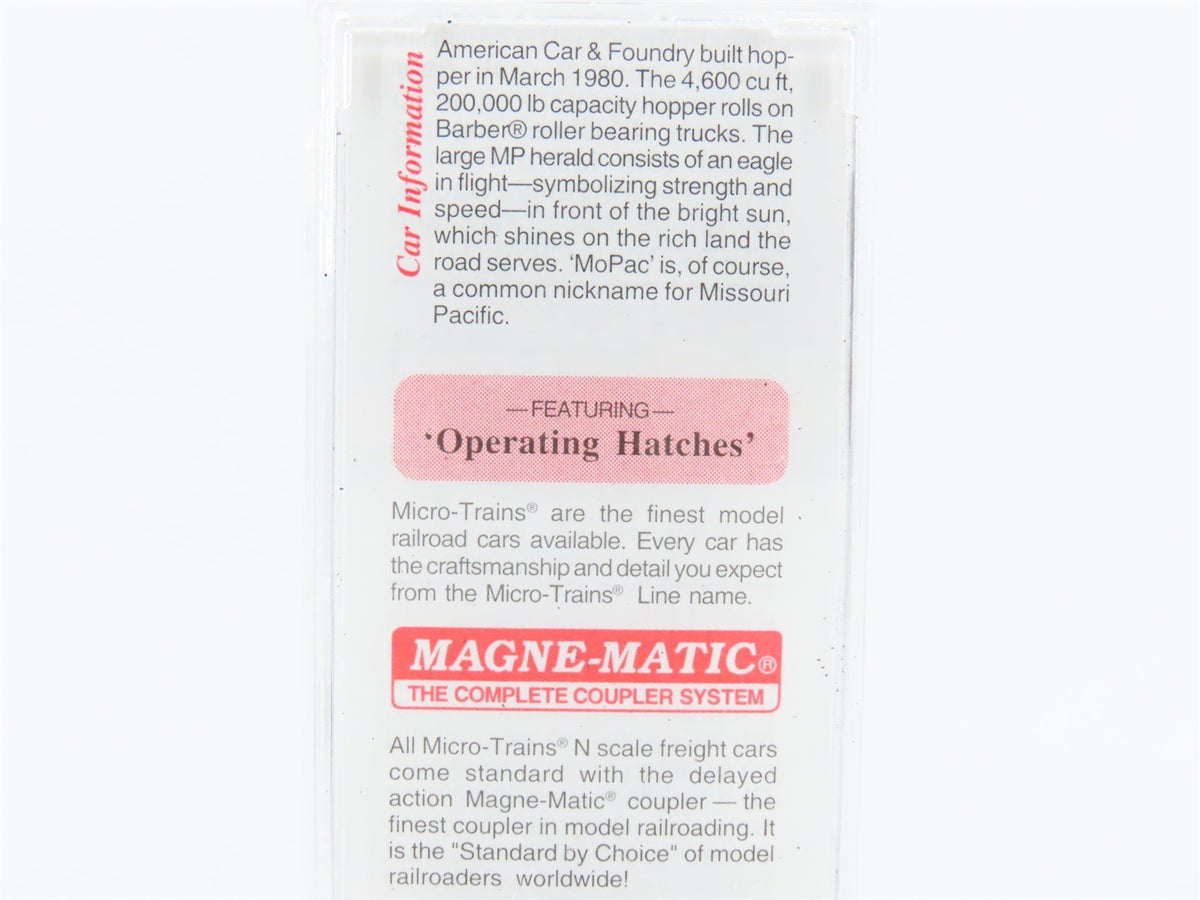 Car Information
American Car & Foundry built hop-
per in March 1980. The 4,600 cu ft,
200,000 lb capacity hopper rolls on
Barber® roller bearing trucks. The
large MP herald consists of an eagle
in flight—symbolizing strength and
speed—in front of the bright sun,
which shines on the rich land the
road serves. ‘MoPac’ is, of course,
a common nickname for Missouri
Pacific.
—FEATURING—
‘Operating Hatches’
Micro-Trains® are the finest model
railroad cars available. Every car has
the craftsmanship and detail you expect
from the Micro-Trains® Line name.
MAGNE-MATIC®
THE COMPLETE COUPLER SYSTEM
All Micro-Trains® N scale freight cars
come standard with the delayed
action Magne-Matic® coupler — the
finest coupler in model railroading. It
is the "Standard by Choice" of model
railroaders worldwide!